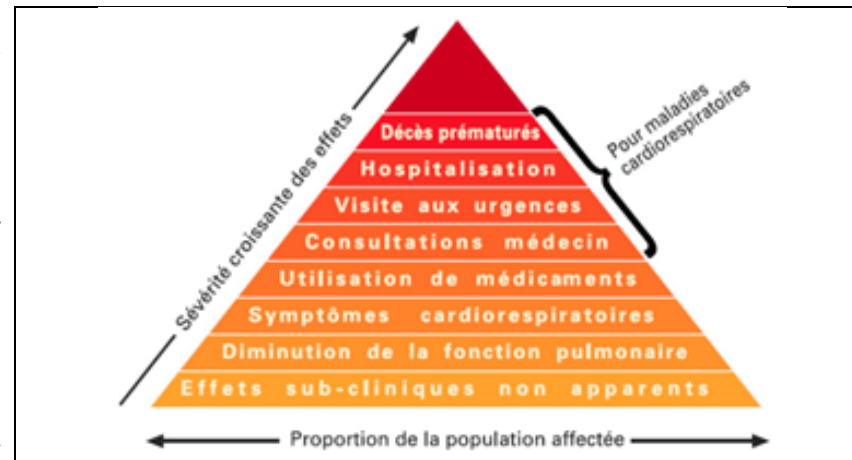 Sévérité croissante des effets
Pour maladies
cardiorespiratoires
Décès prématurés
Hospitalisation
Visite aux urgences
Consultations médecin
Utilisation de médicaments
Symptômes cardiorespiratoires
Diminution de la fonction pulmonaire
Effets sub-cliniques non apparents
Proportion de la population affectée